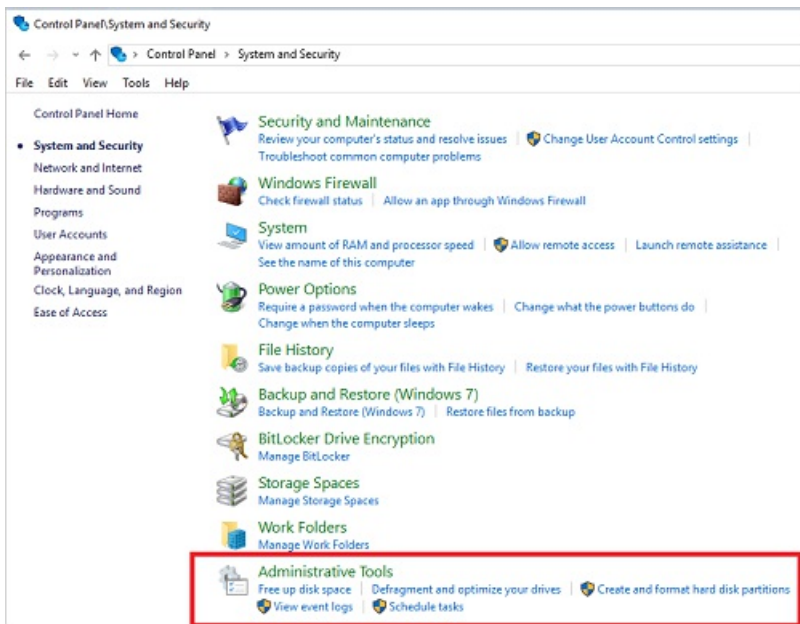 Control Panel\System and Security
Control Panel > System and Security
File Edit View Tools Help
Control Panel Home
System and Security
Network and Internet
Hardware and Sound
Programs
User Accounts
Appearance and
Personalization
Clock, Language, and Region
Ease of Access
Security and Maintenance
Review your computer's status and resolve issues | Change User Account Control settings |
Troubleshoot common computer problems
Windows Firewall
Check firewall status | Allow an app through Windows Firewall
System
View amount of RAM and processor speed | Allow remote access | Launch remote assistance |
See the name of this computer
Power Options
Require a password when the computer wakes | Change what the power buttons do |
Change when the computer sleeps
File History
Save backup copies of your files with File History | Restore your files with File History
Backup and Restore (Windows 7)
Backup and Restore (Windows 7) | Restore files from backup
BitLocker Drive Encryption
Manage BitLocker
Storage Spaces
Manage Storage Spaces
Work Folders
Manage Work Folders
Administrative Tools
Free up disk space | Defragment and optimize your drives | Create and format hard disk partitions
View event logs | Schedule tasks